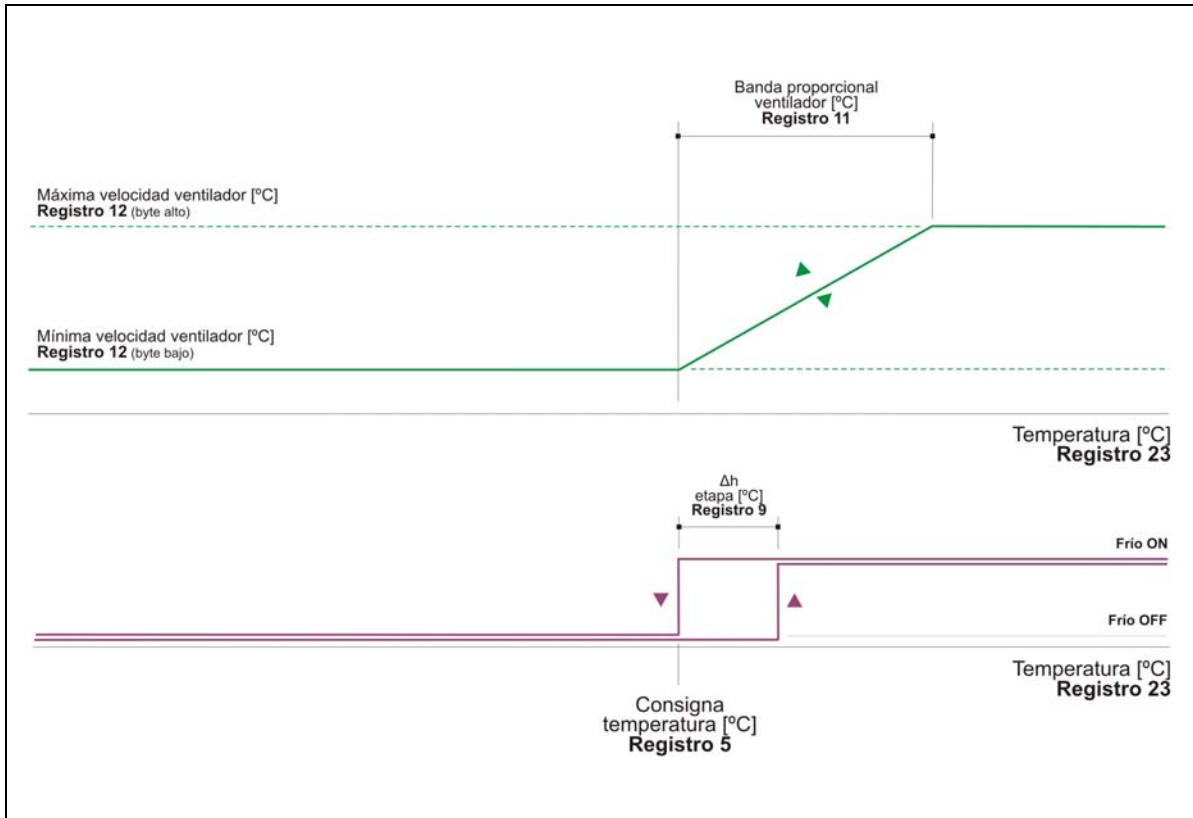 Banda proporcional
ventilador [ºC]
Registro 11
Máxima velocidad ventilador [ºC]
Registro 12 (byte alto)
Mínima velocidad ventilador [ºC]
Registro 12 (byte bajo)
Temperatura [ºC]
Registro 23
Δh
etapa [ºC]
Registro 9
Frío ON
Frío OFF
Temperatura [ºC]
Registro 23
Consigna
temperatura [ºC]
Registro 5